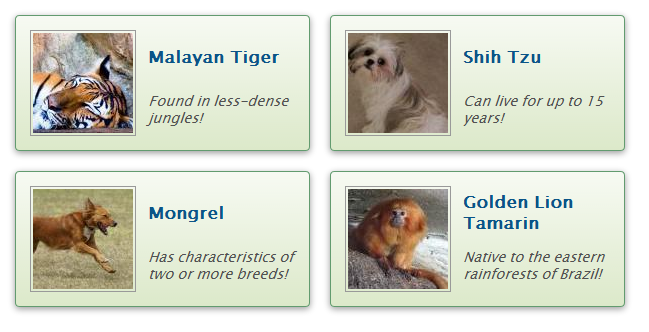 Malayan Tiger
Found in less-dense
jungles!
Shih Tzu
Can live for up to 15
years!
Mongrel
Has characteristics of
two or more breeds!
Golden Lion
Tamarin
Native to the eastern
rainforests of Brazil!